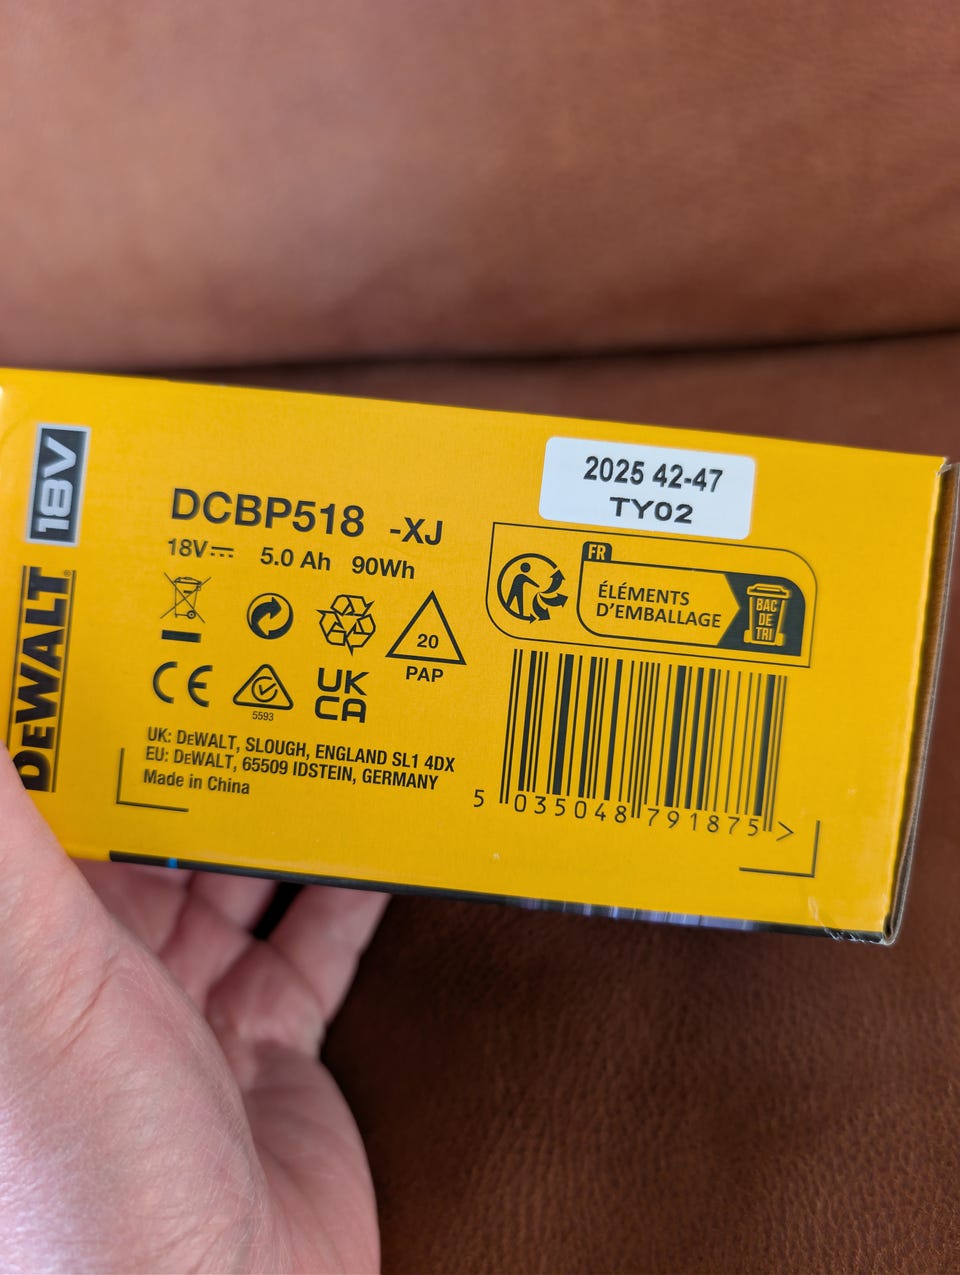 18V
DEWALT®
2025 42-47
TY02
DCBP518 -XJ
18V 5.0 Ah 90Wh
FR
ÉLÉMENTS
D'EMBALLAGE
BAC
DE
TRI
20
PAP
CE
5593
UK
CA
UK: DEWALT, SLOUGH, ENGLAND SL1 4DX
EU: DEWALT, 65509 IDSTEIN, GERMANY
Made in China
5 035048 791875 >